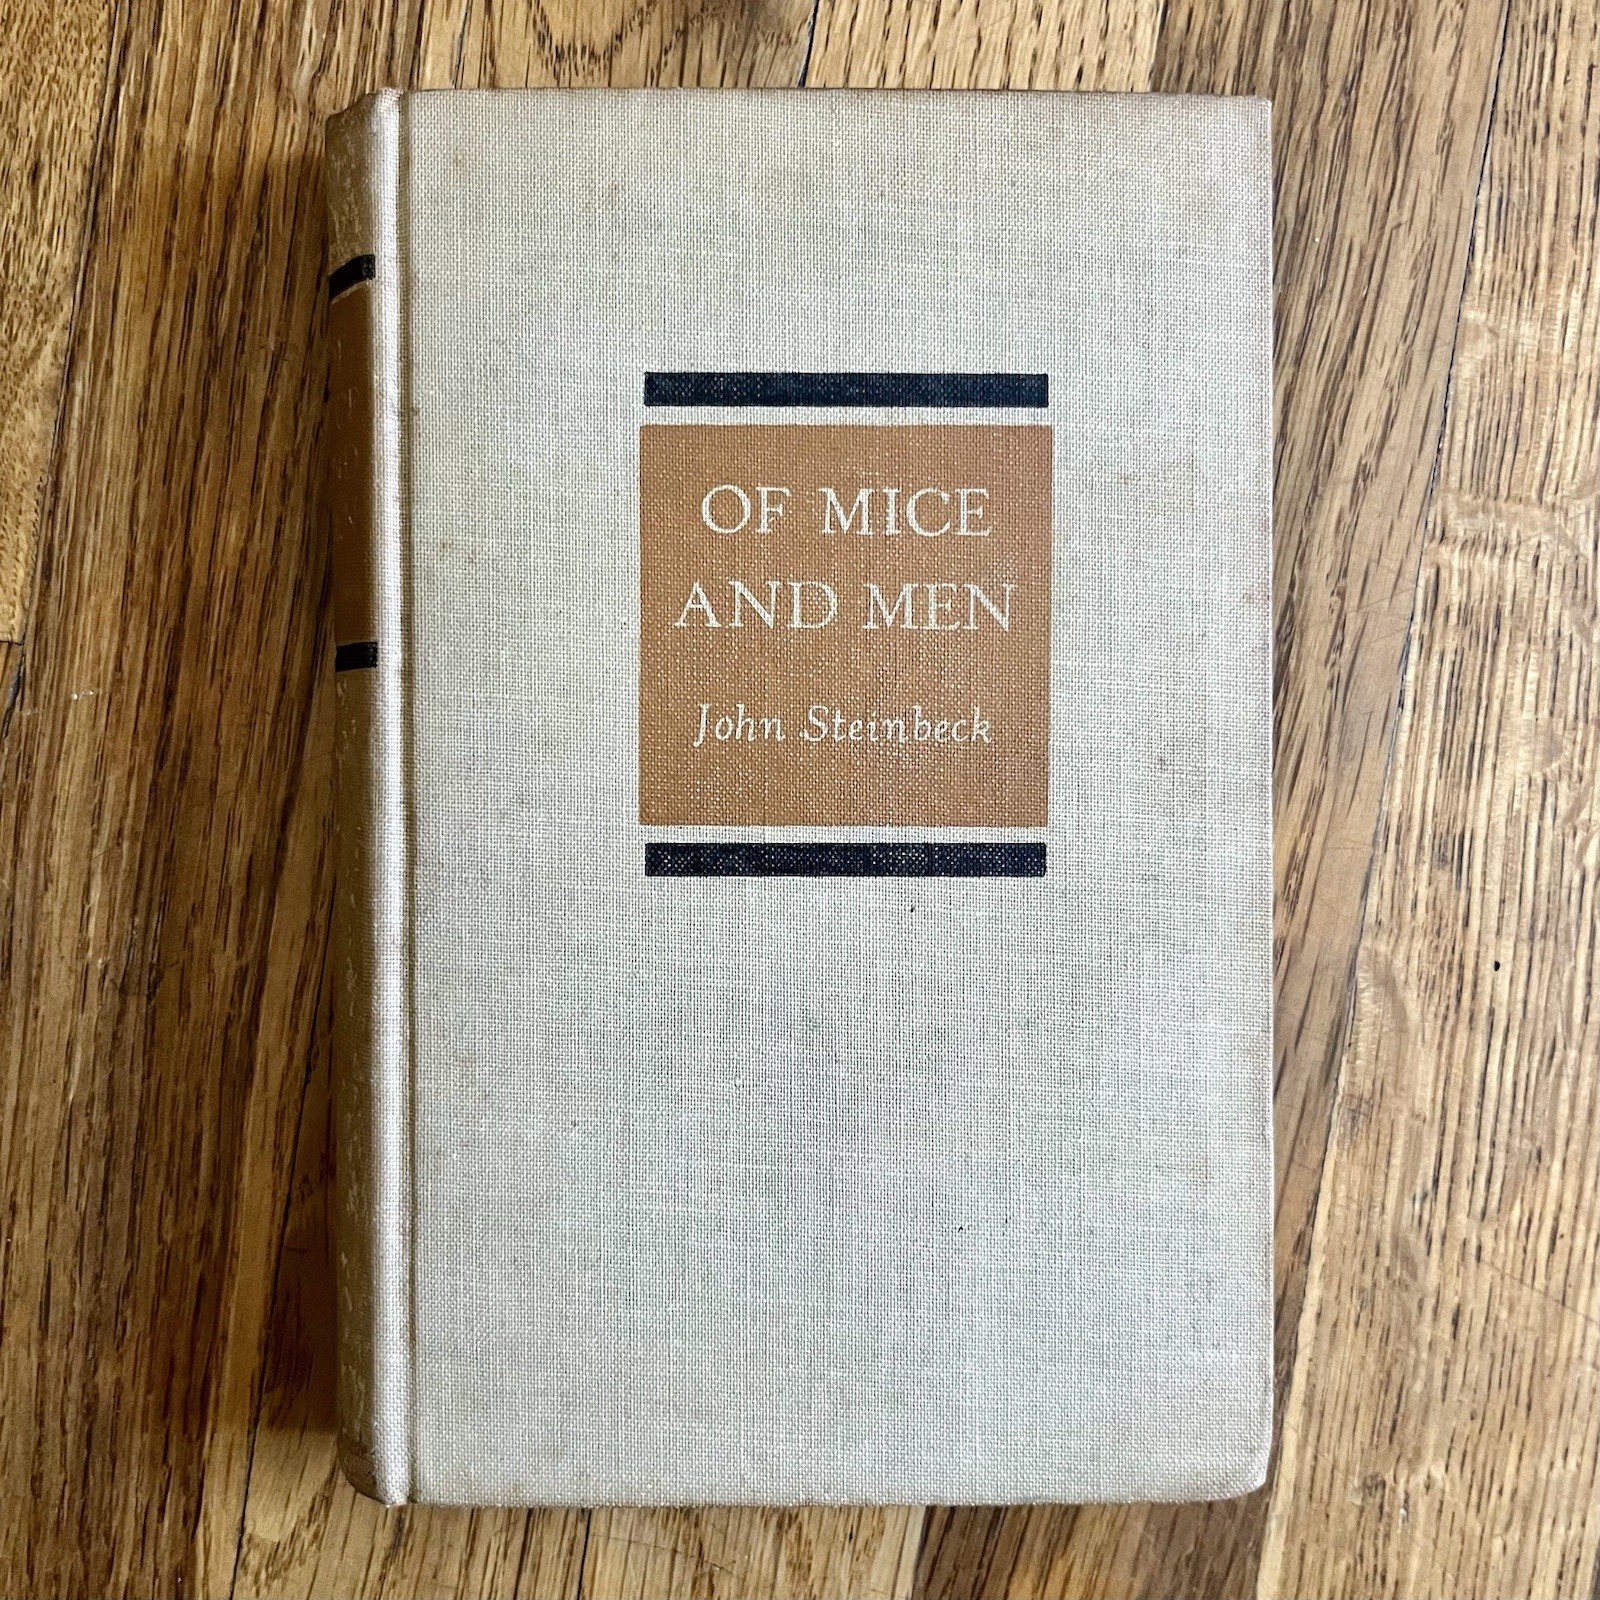 OF MICE
AND MEN
John Steinbeck